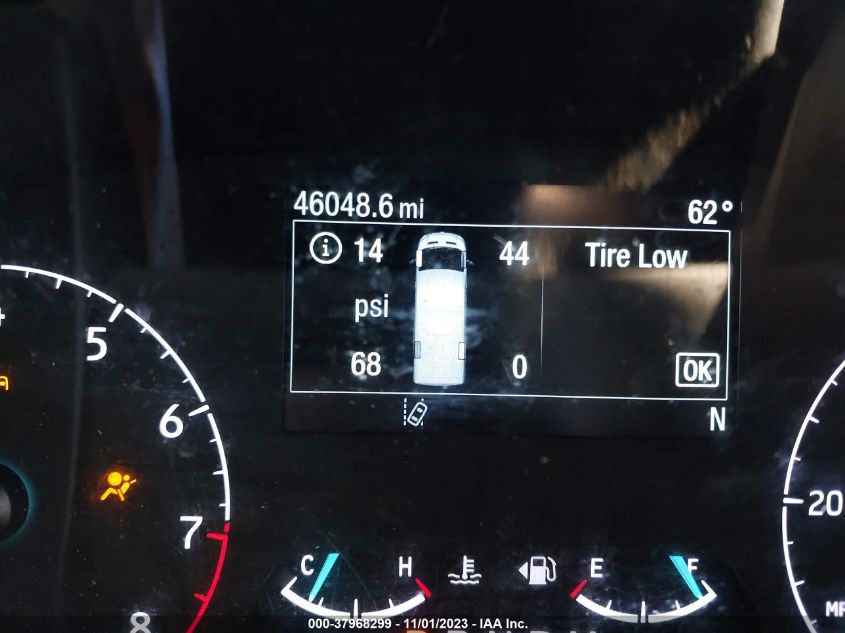 46048.6 mi 62°
i 14 44 Tire Low
psi
68 0 OK
N
5
6
7
8
20
C H E F
000-37968299 - 11/01/2023 - IAA Inc.